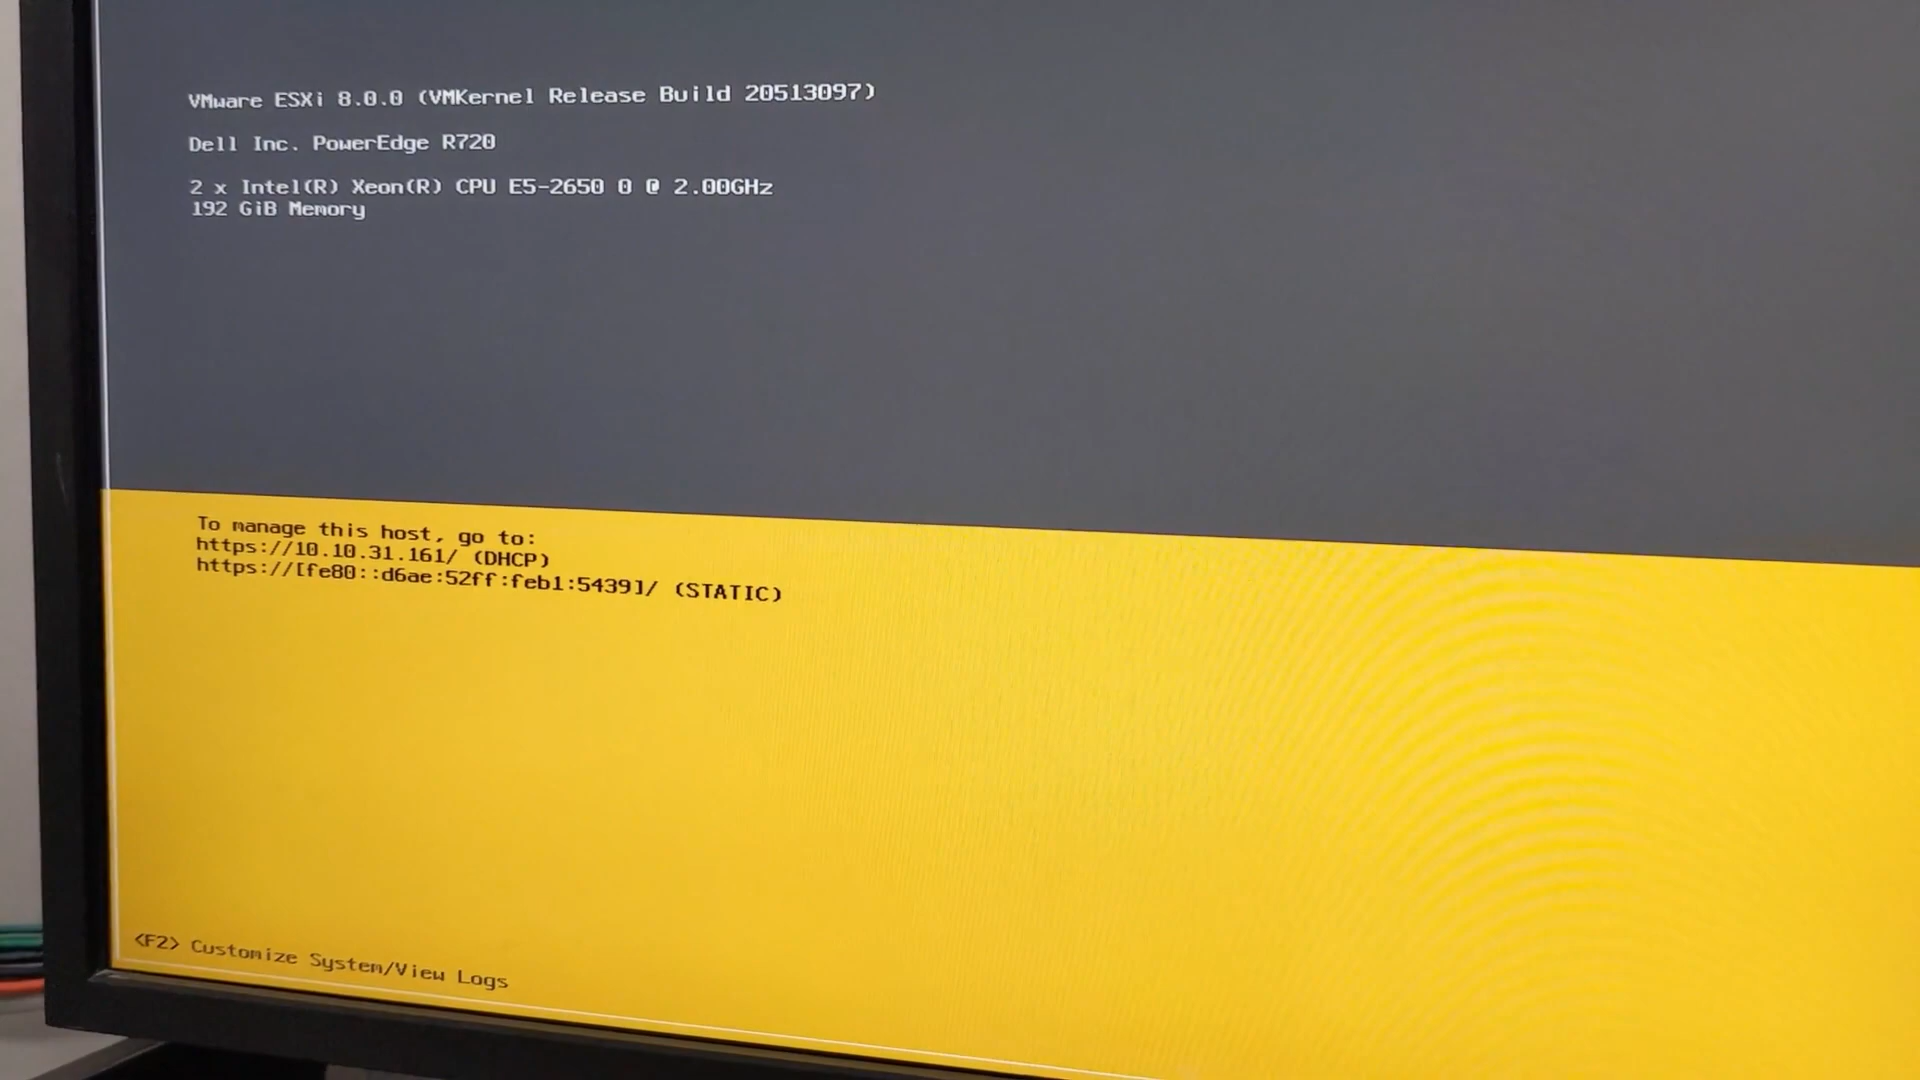 VMware ESXi 8.0.0 (VMKernel Release Build 20513097)
Dell Inc. PowerEdge R720
2 x Intel(R) Xeon(R) CPU E5-2650 0 @ 2.00GHz
192 GiB Memory
To manage this host, go to:
https://10.10.31.161/ (DHCP)
https://[fe80::d6ae:52ff:feb1:5439]/ (STATIC)
<F2> Customize System/View Logs